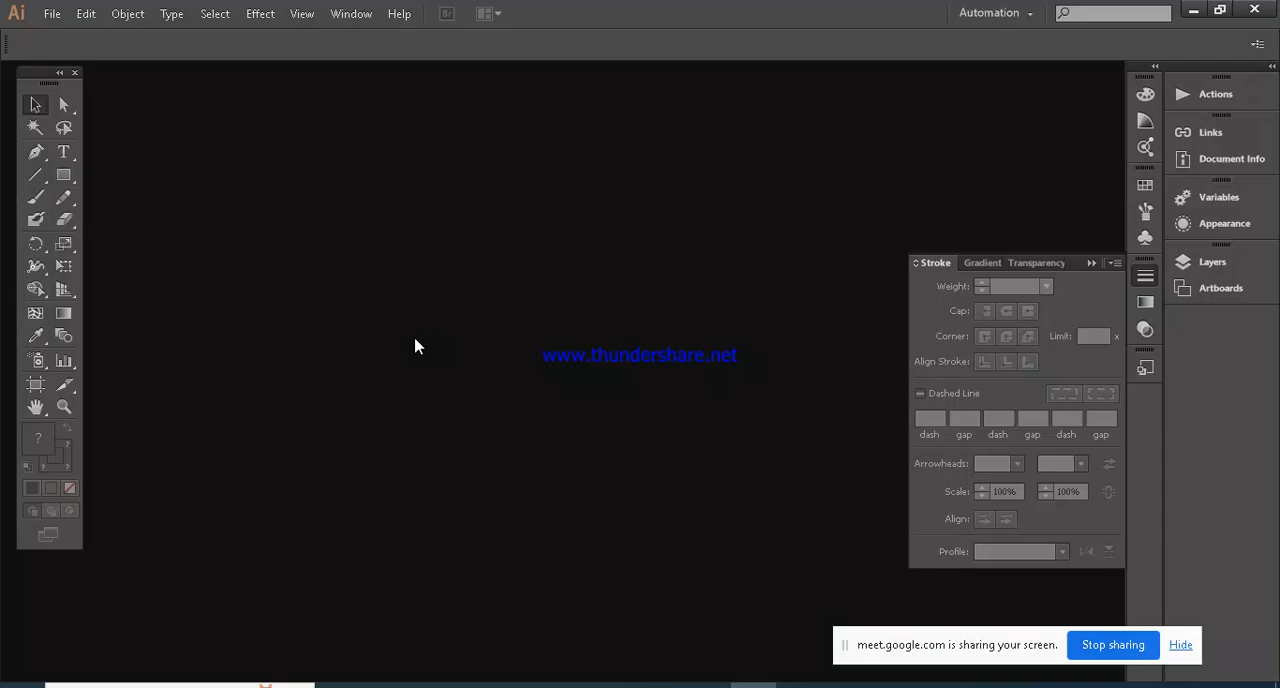 Ai File Edit Object Type Select Effect View Window Help Br Automation
Actions
Links
Document Info
Variables
Appearance
Layers
Artboards
Stroke Gradient Transparency
Weight:
Cap:
Corner: Limit: x
Align Stroke:
Dashed Line
dash gap dash gap dash gap
Arrowheads:
Scale: 100% 100%
Align:
Profile:
T
? ?
? ?
www.thundershare.net
meet.google.com is sharing your screen. Stop sharing Hide